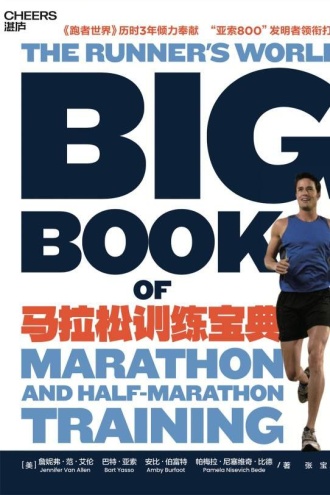 CHEERS
湛庐
《跑者世界》历时3年倾力奉献 “亚索800”发明者领衔打
THE RUNNER'S WORLD
BIG
BOOK
OF
马拉松训练宝典
MARATHON
AND HALF-MARATHON
TRAINING
[美] 詹妮弗·范·艾伦 巴特·亚索 安比·伯富特 帕梅拉·尼塞维奇·比德 ◎著 张 宝
Jennifer Van Allen Bart Yasso Amby Burfoot Pamela Nisevich Bede